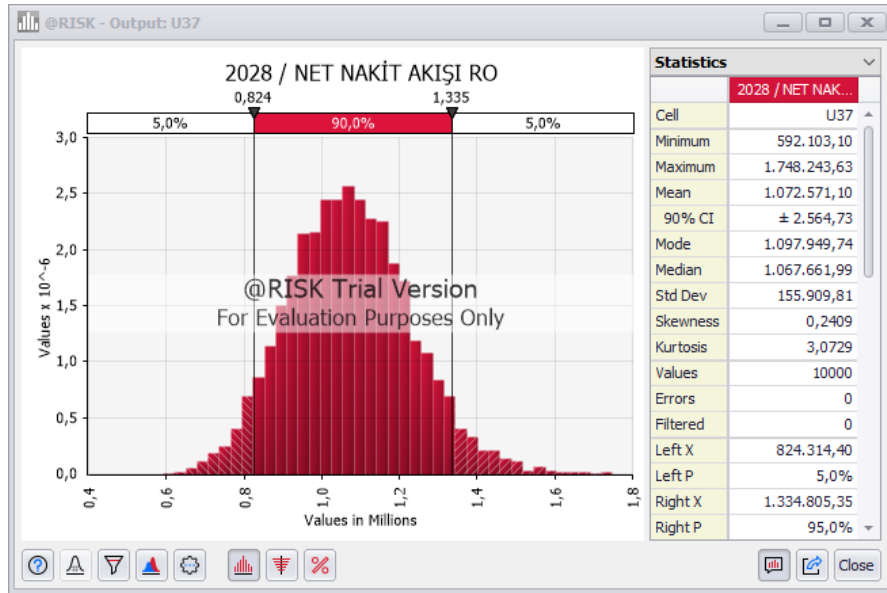 @RISK - Output: U37
2028 / NET NAKİT AKIŞI RO
0,824 1,335
5,0% 90,0% 5,0%
3,0
2,5
2,0
1,5
1,0
0,5
0,0
Values x 10^-6
@RISK Trial Version
For Evaluation Purposes Only
0,4 0,6 0,8 1,0 1,2 1,4 1,6 1,8
Values in Millions
Statistics
2028 / NET NAK...
Cell U37
Minimum 592.103,10
Maximum 1.748.243,63
Mean 1.072.571,10
90% CI ± 2.564,73
Mode 1.097.949,74
Median 1.067.661,99
Std Dev 155.909,81
Skewness 0,2409
Kurtosis 3,0729
Values 10000
Errors 0
Filtered 0
Left X 824.314,40
Left P 5,0%
Right X 1.334.805,35
Right P 95,0%
Close